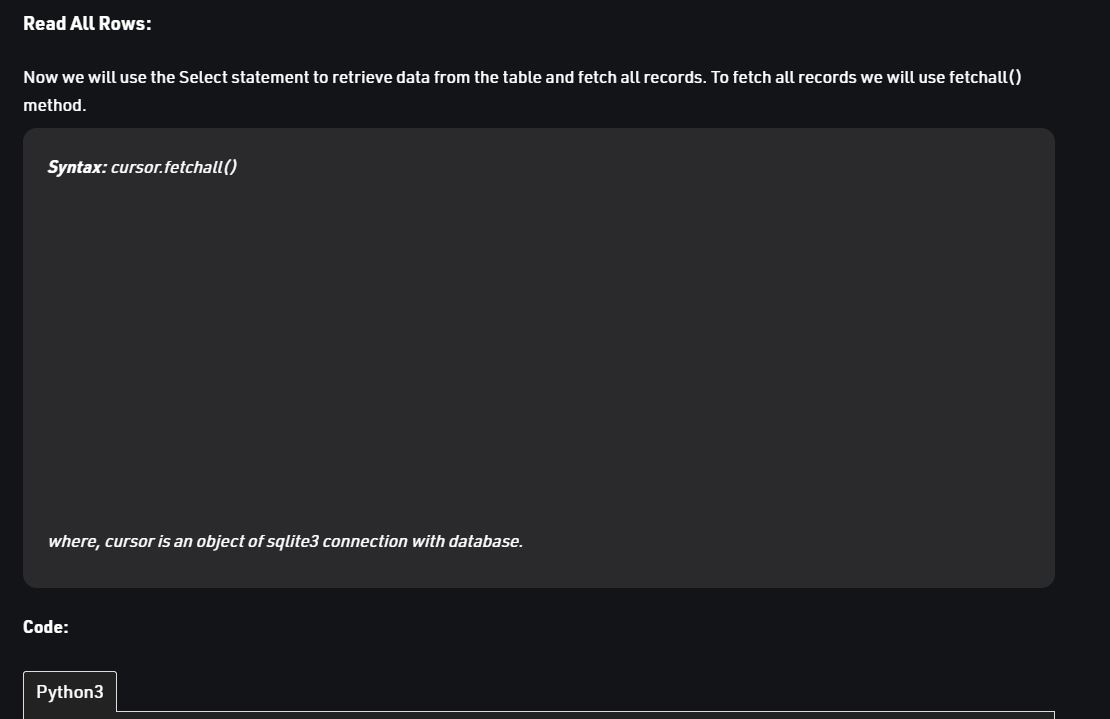 Read All Rows:
Now we will use the Select statement to retrieve data from the table and fetch all records. To fetch all records we will use fetchall()
method.
Syntax: cursor.fetchall()
where, cursor is an object of sqlite3 connection with database.
Code:
Python3